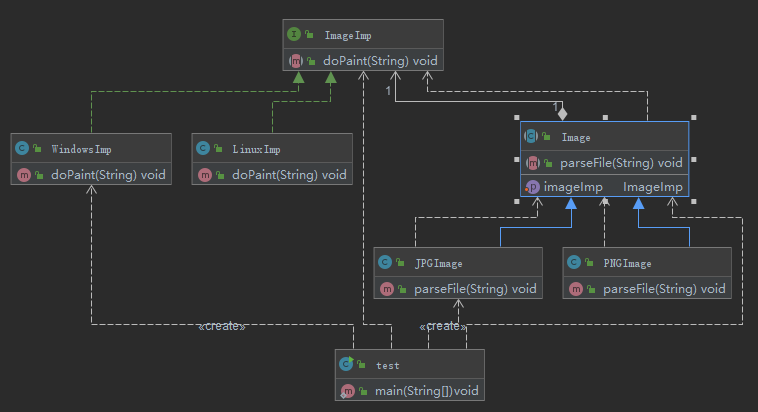 ImageImp
doPaint(String) void
1
1
WindowsImp
doPaint(String) void
LinuxImp
doPaint(String) void
Image
parseFile(String) void
imageImp ImageImp
JPGImage
parseFile(String) void
PNGImage
parseFile(String) void
«create»
«create»
test
main(String[])void